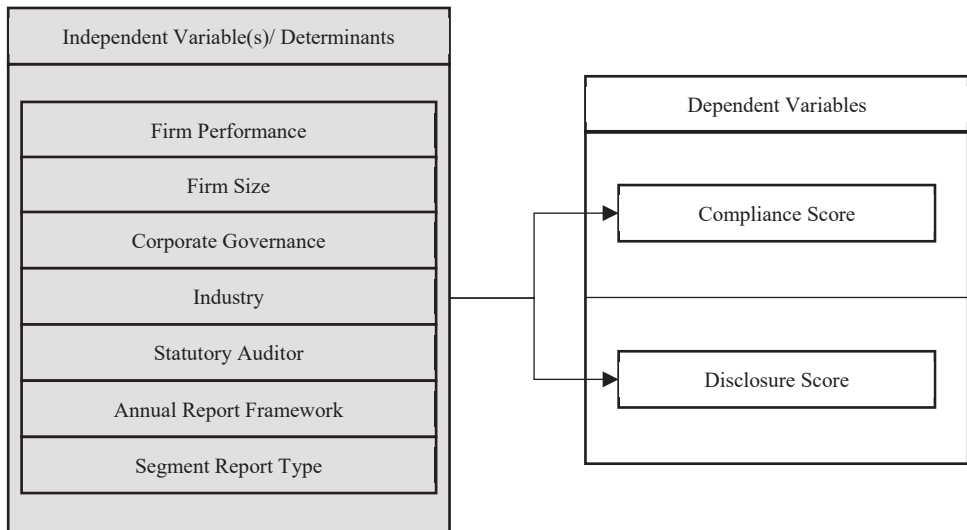 Independent Variable(s)/ Determinants
Firm Performance
Firm Size
Corporate Governance
Industry
Statutory Auditor
Annual Report Framework
Segment Report Type
Dependent Variables
Compliance Score
Disclosure Score